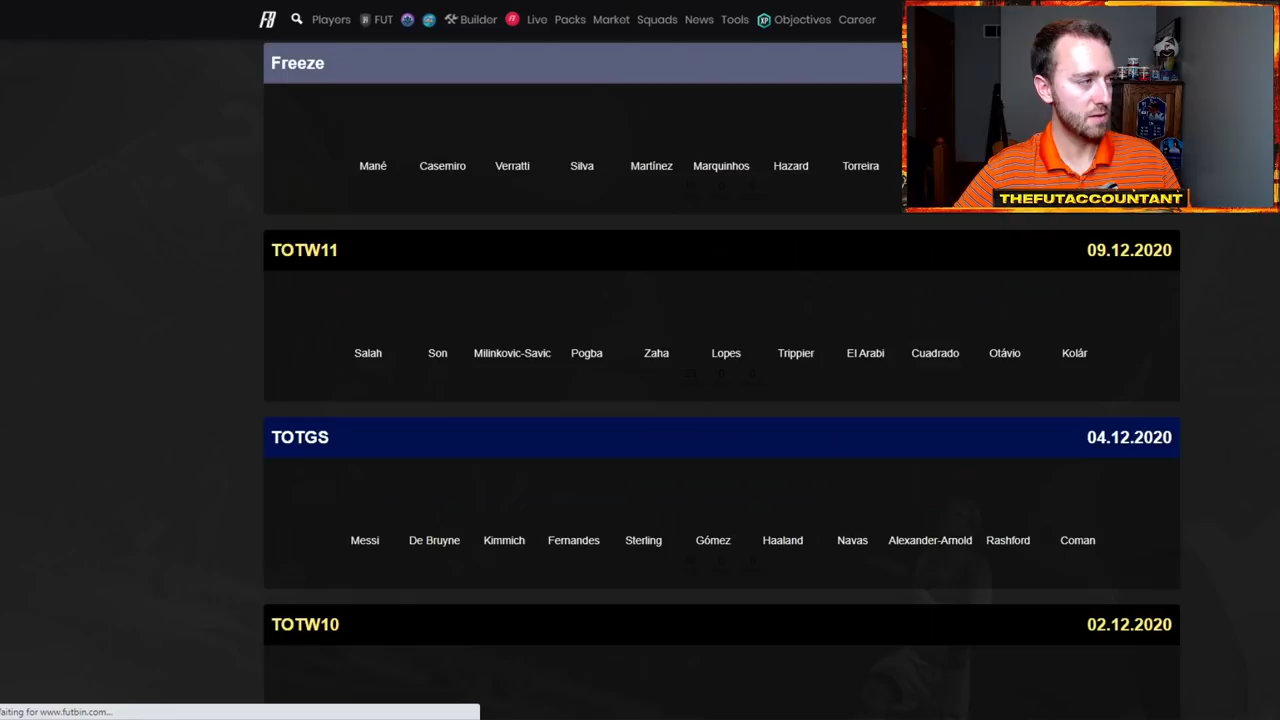 Players FUT Builder Live Packs Market Squads News Tools XP Objectives Career
Freeze
Mané Casemiro Verratti Silva Martínez Marquinhos Hazard Torreira
THEFUTACCOUNTANT
TOTW11 09.12.2020
Salah Son Milinkovic-Savic Pogba Zaha Lopes Trippier El Arabi Cuadrado Otávio Kolár
TOTGS 04.12.2020
Messi De Bruyne Kimmich Fernandes Sterling Gómez Haaland Navas Alexander-Arnold Rashford Coman
TOTW10 02.12.2020
aiting for www.futbin.com...